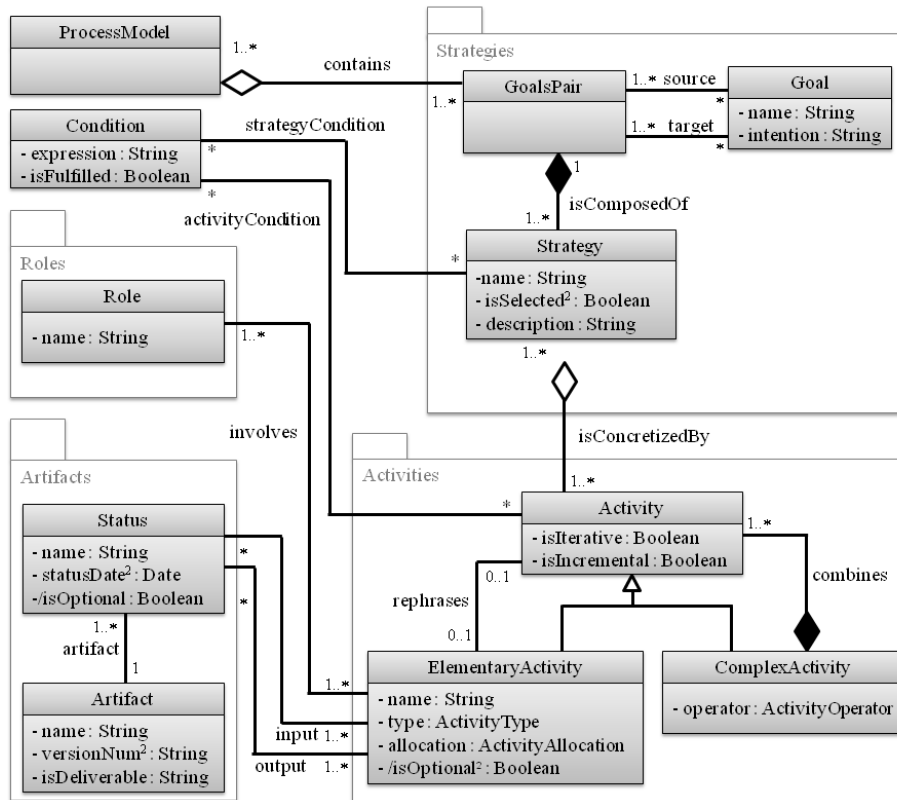 ProcessModel
1..*
contains
Strategies
GoalsPair
1..*
1..* source
*
1..* target
*
Goal
- name : String
- intention : String
Condition
- expression : String
- isFulfilled : Boolean
*
*
strategyCondition
activityCondition
1
isComposedOf
1..*
*
Strategy
-name : String
- isSelected² : Boolean
- description : String
1..*
Roles
Role
- name : String
1..*
involves
isConcretizedBy
1..*
Artifacts
Status
- name : String
- statusDate² : Date
-/isOptional : Boolean
*
*
1..*
artifact
1
Artifact
- name : String
- versionNum² : String
- isDeliverable : String
Activities
*
Activity
- isIterative : Boolean
- isIncremental : Boolean
1..*
combines
0..1
rephrases
0..1
ElementaryActivity
- name : String
- type : ActivityType
- allocation : ActivityAllocation
- /isOptional² : Boolean
1..*
input 1..*
output 1..*
ComplexActivity
- operator : ActivityOperator